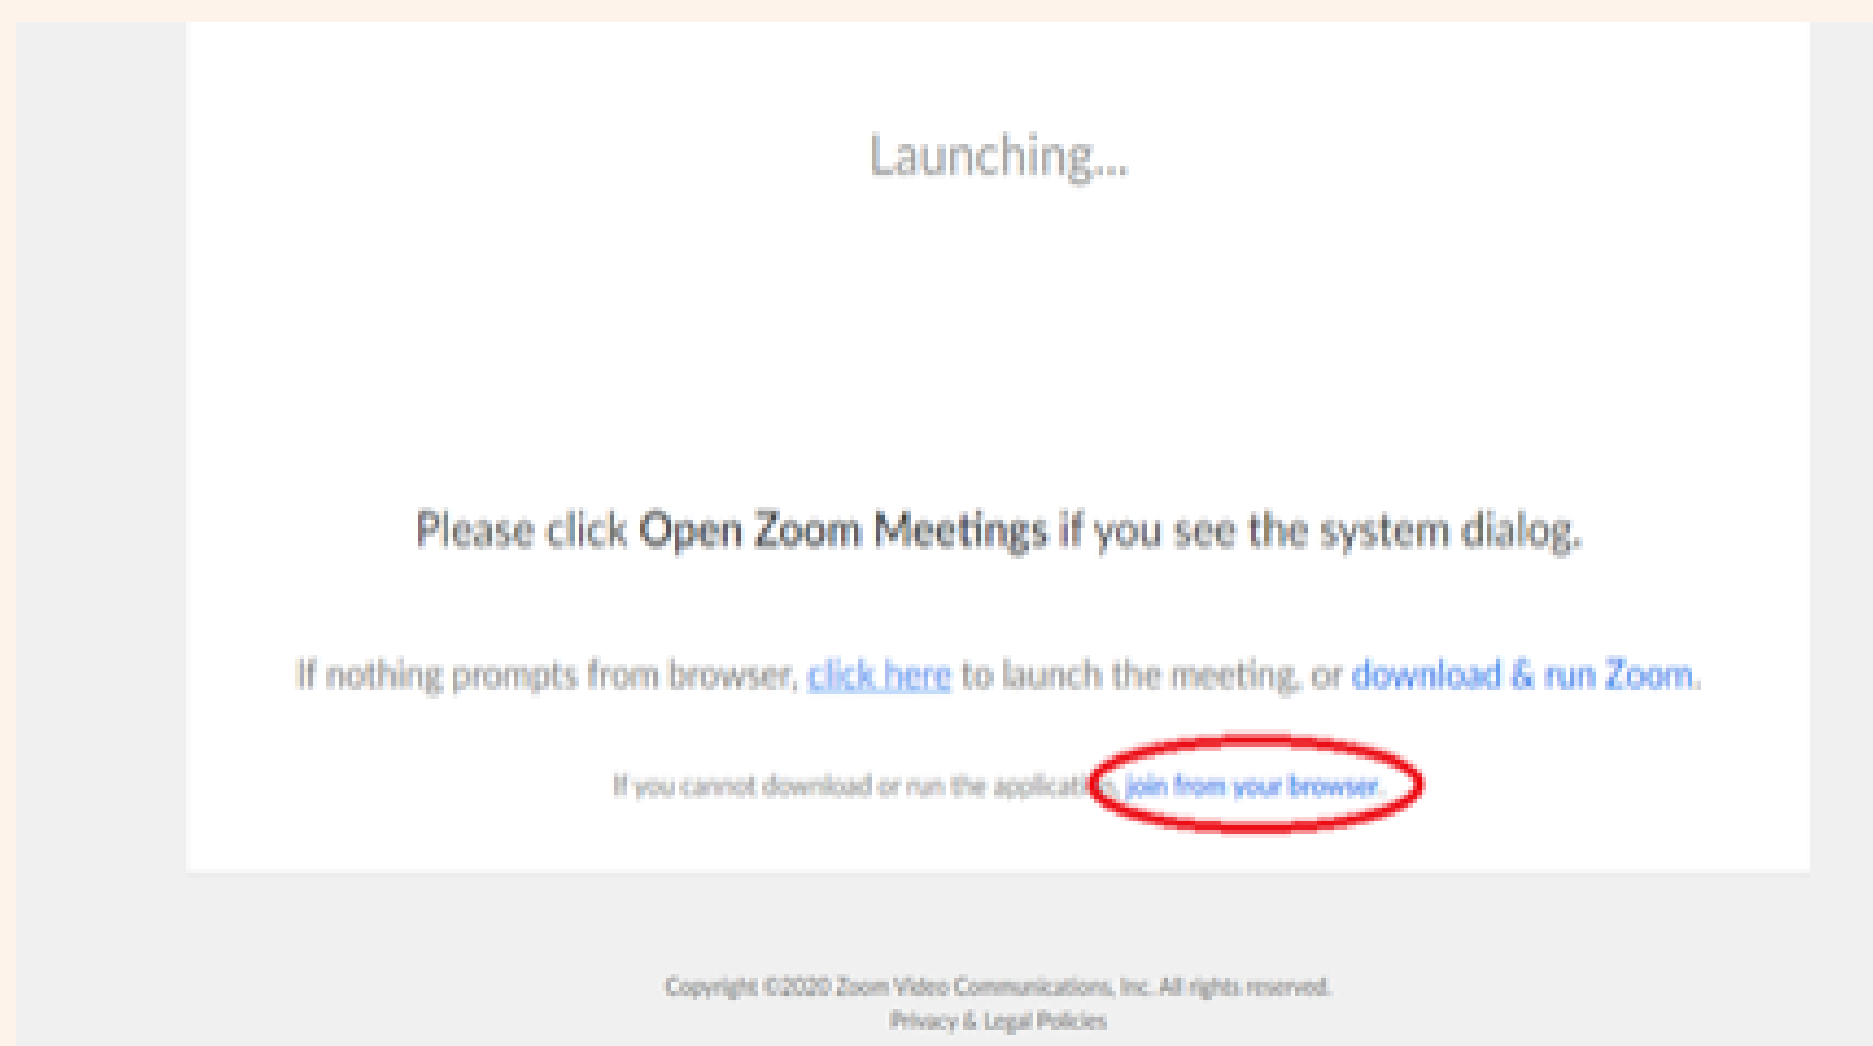 Launching...
Please click Open Zoom Meetings if you see the system dialog.
If nothing prompts from browser, click here to launch the meeting, or download & run Zoom.
If you cannot download or run the application, join from your browser.
Copyright ©2020 Zoom Video Communications, Inc. All rights reserved.
Privacy & Legal Policies